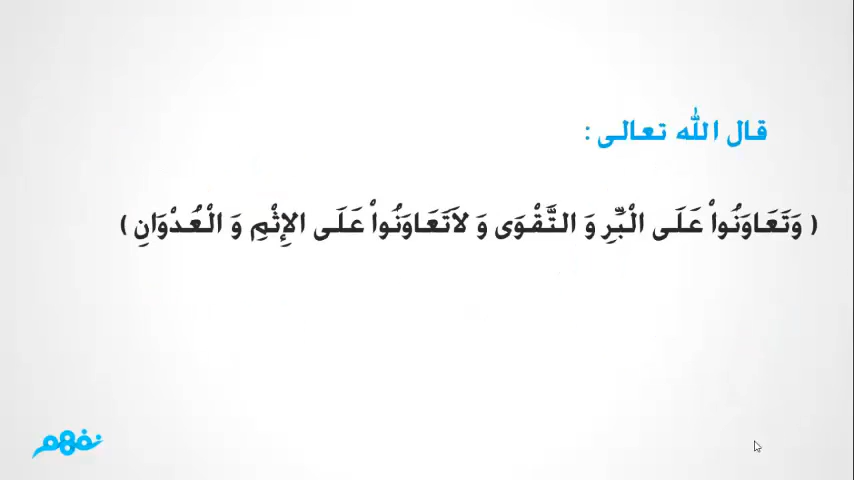 قال الله تعالى :
( وَتَعَاوَنُواْ عَلَى الْبِّرِ وَ التَّقْوَى وَ لاَتَعَاوَنُواْ عَلَى الإِثْمِ وَ الْعُدْوَانِ )
نفهم